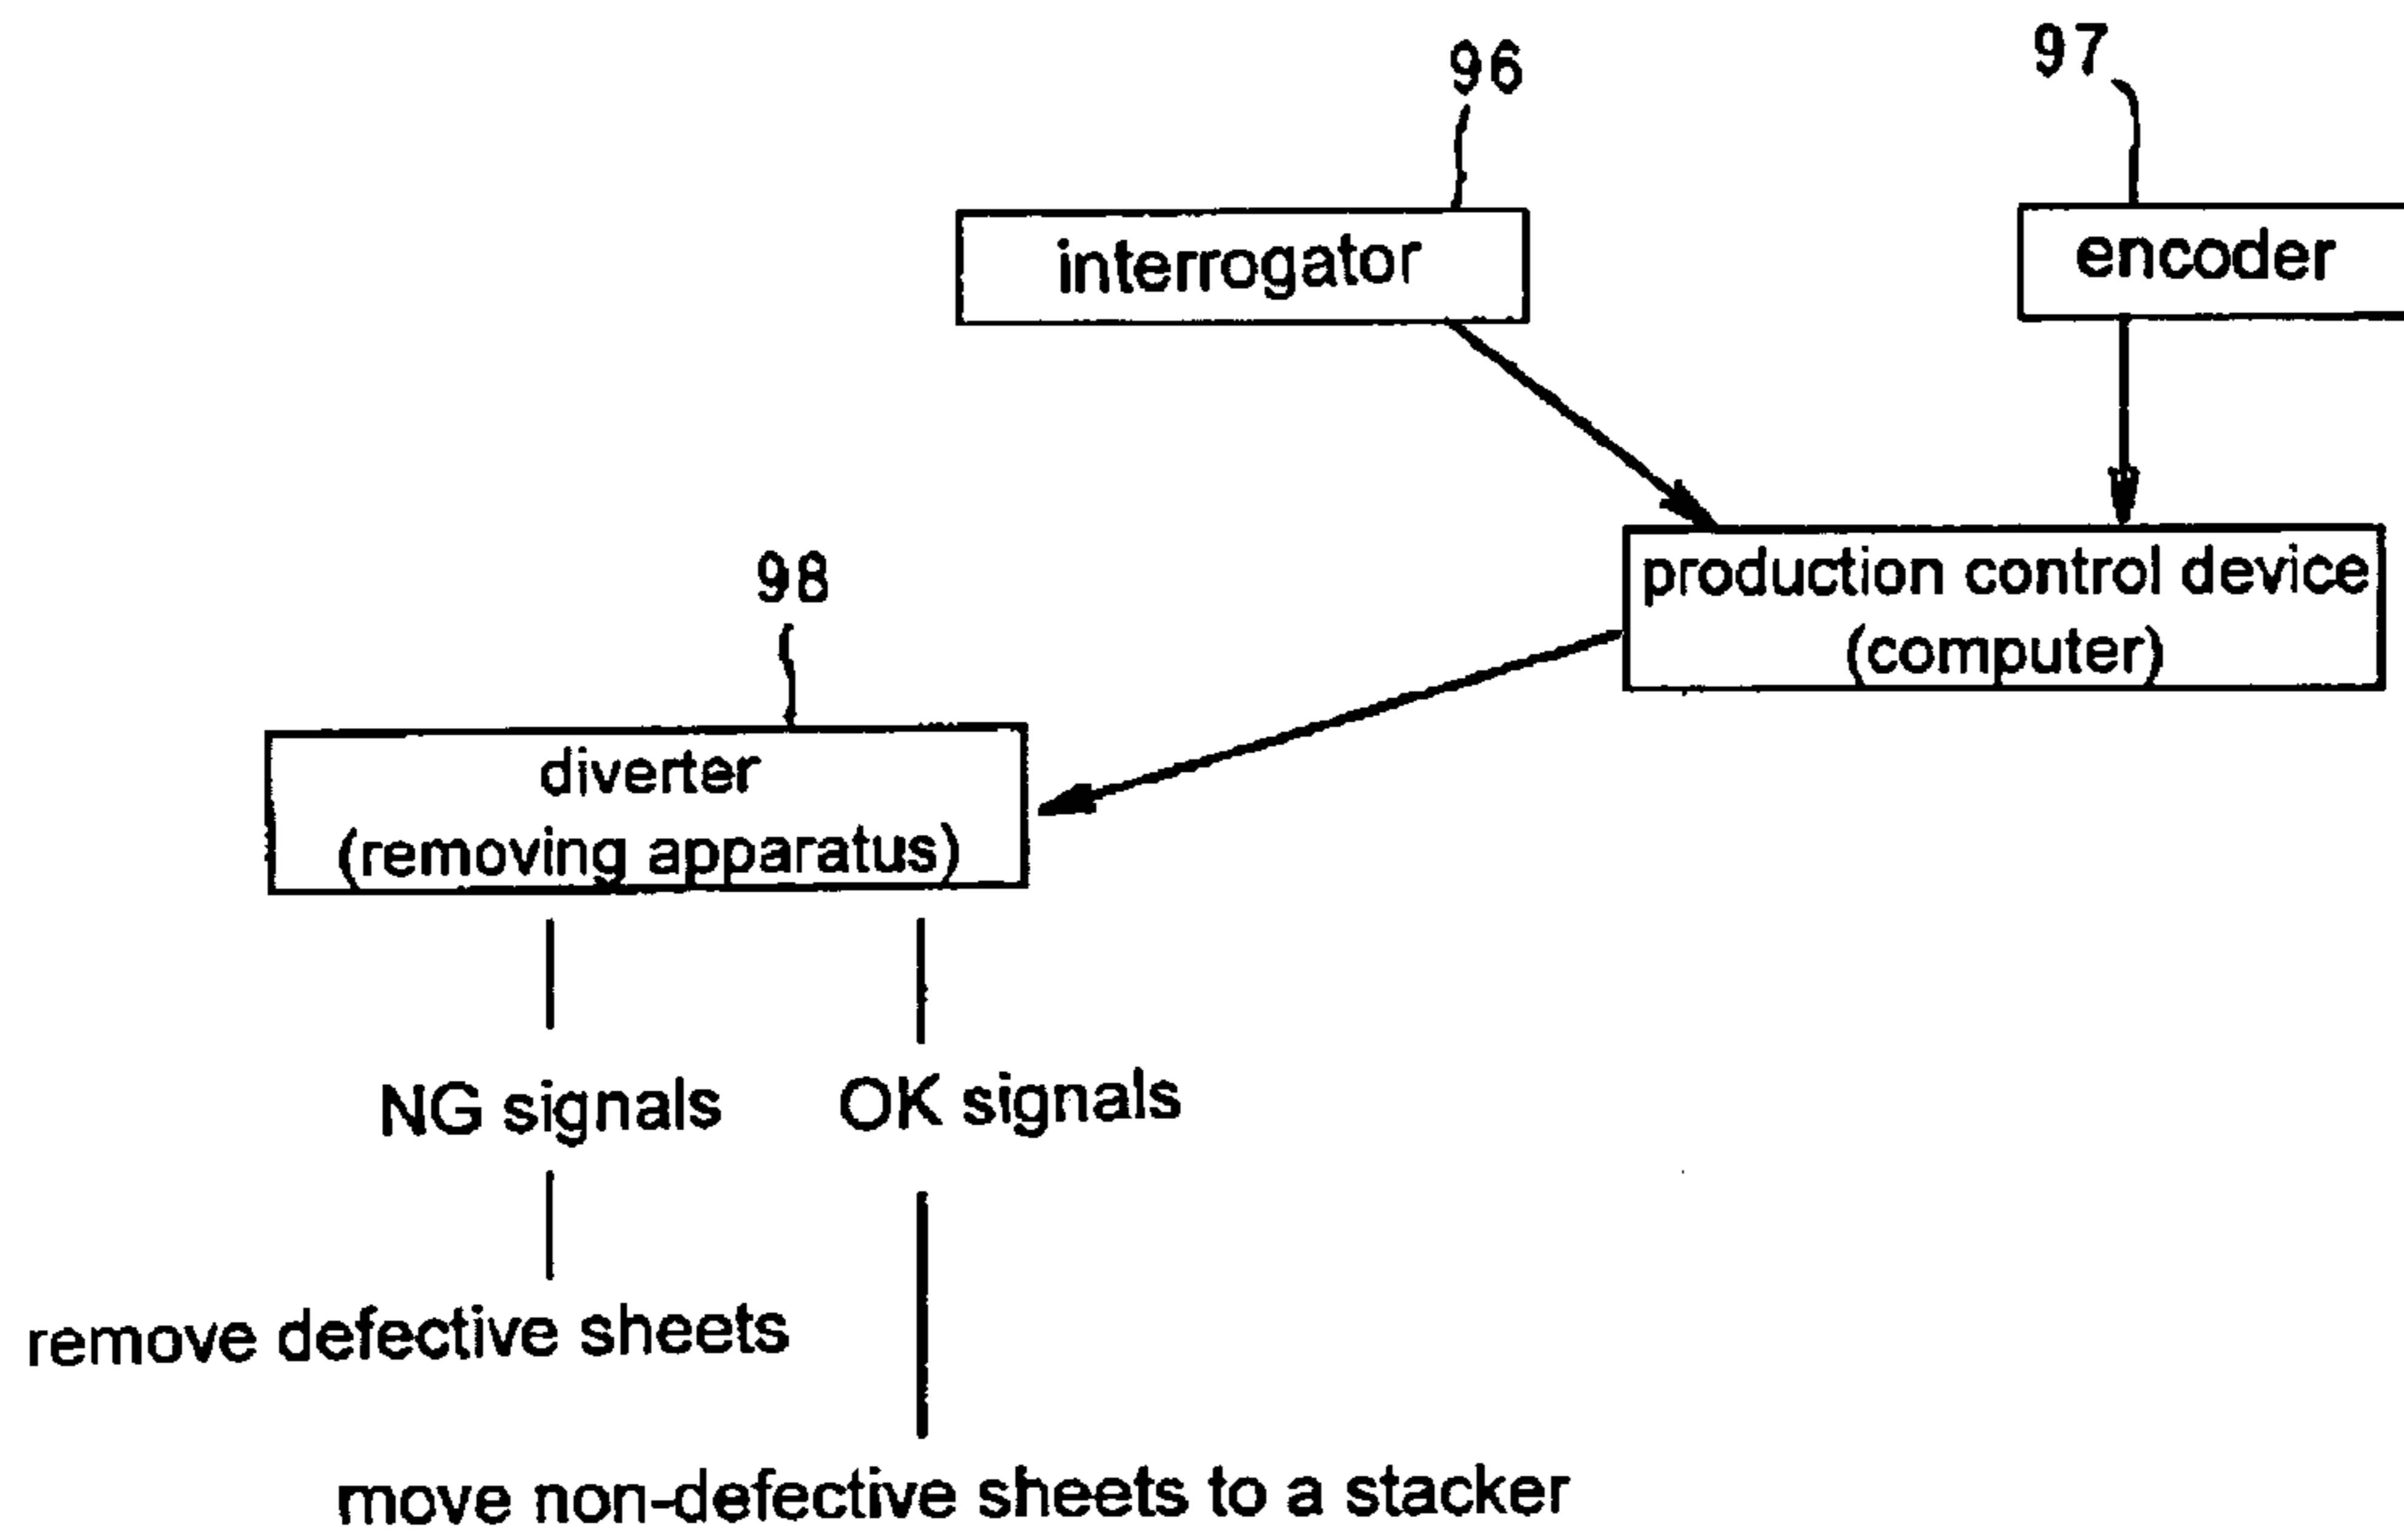 96
97
interrogator
encoder
production control device
(computer)
98
diverter
(removing apparatus)
NG signals
OK signals
remove defective sheets
move non-defective sheets to a stacker